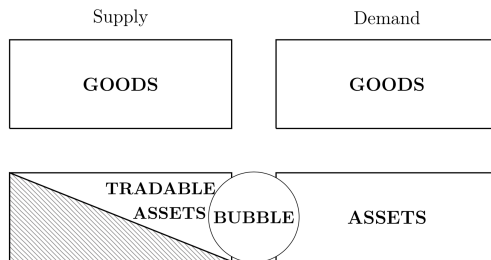 Supply
Demand
GOODS
GOODS
TRADABLE
ASSETS
BUBBLE
ASSETS